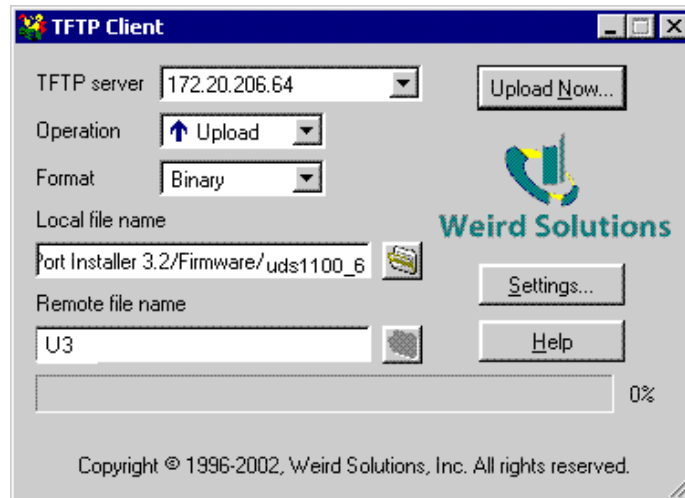 TFTP Client
TFTP server 172.20.206.64 Upload Now...
Operation Upload
Format Binary
Weird Solutions
Local file name
Port Installer 3.2/Firmware/uds1100_6
Settings...
Remote file name
U3 Help
0%
Copyright © 1996-2002, Weird Solutions, Inc. All rights reserved.